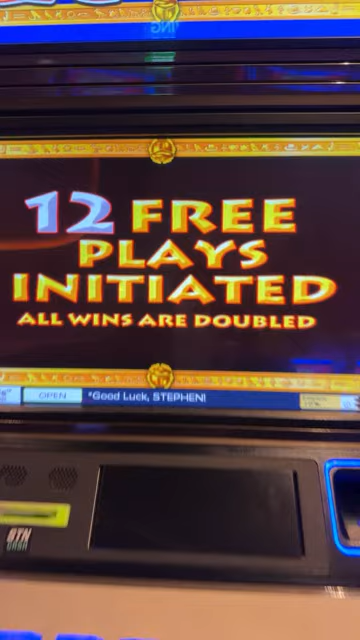 12 FREE
PLAYS
INITIATED
ALL WINS ARE DOUBLED
OPEN
"Good Luck, STEPHEN!